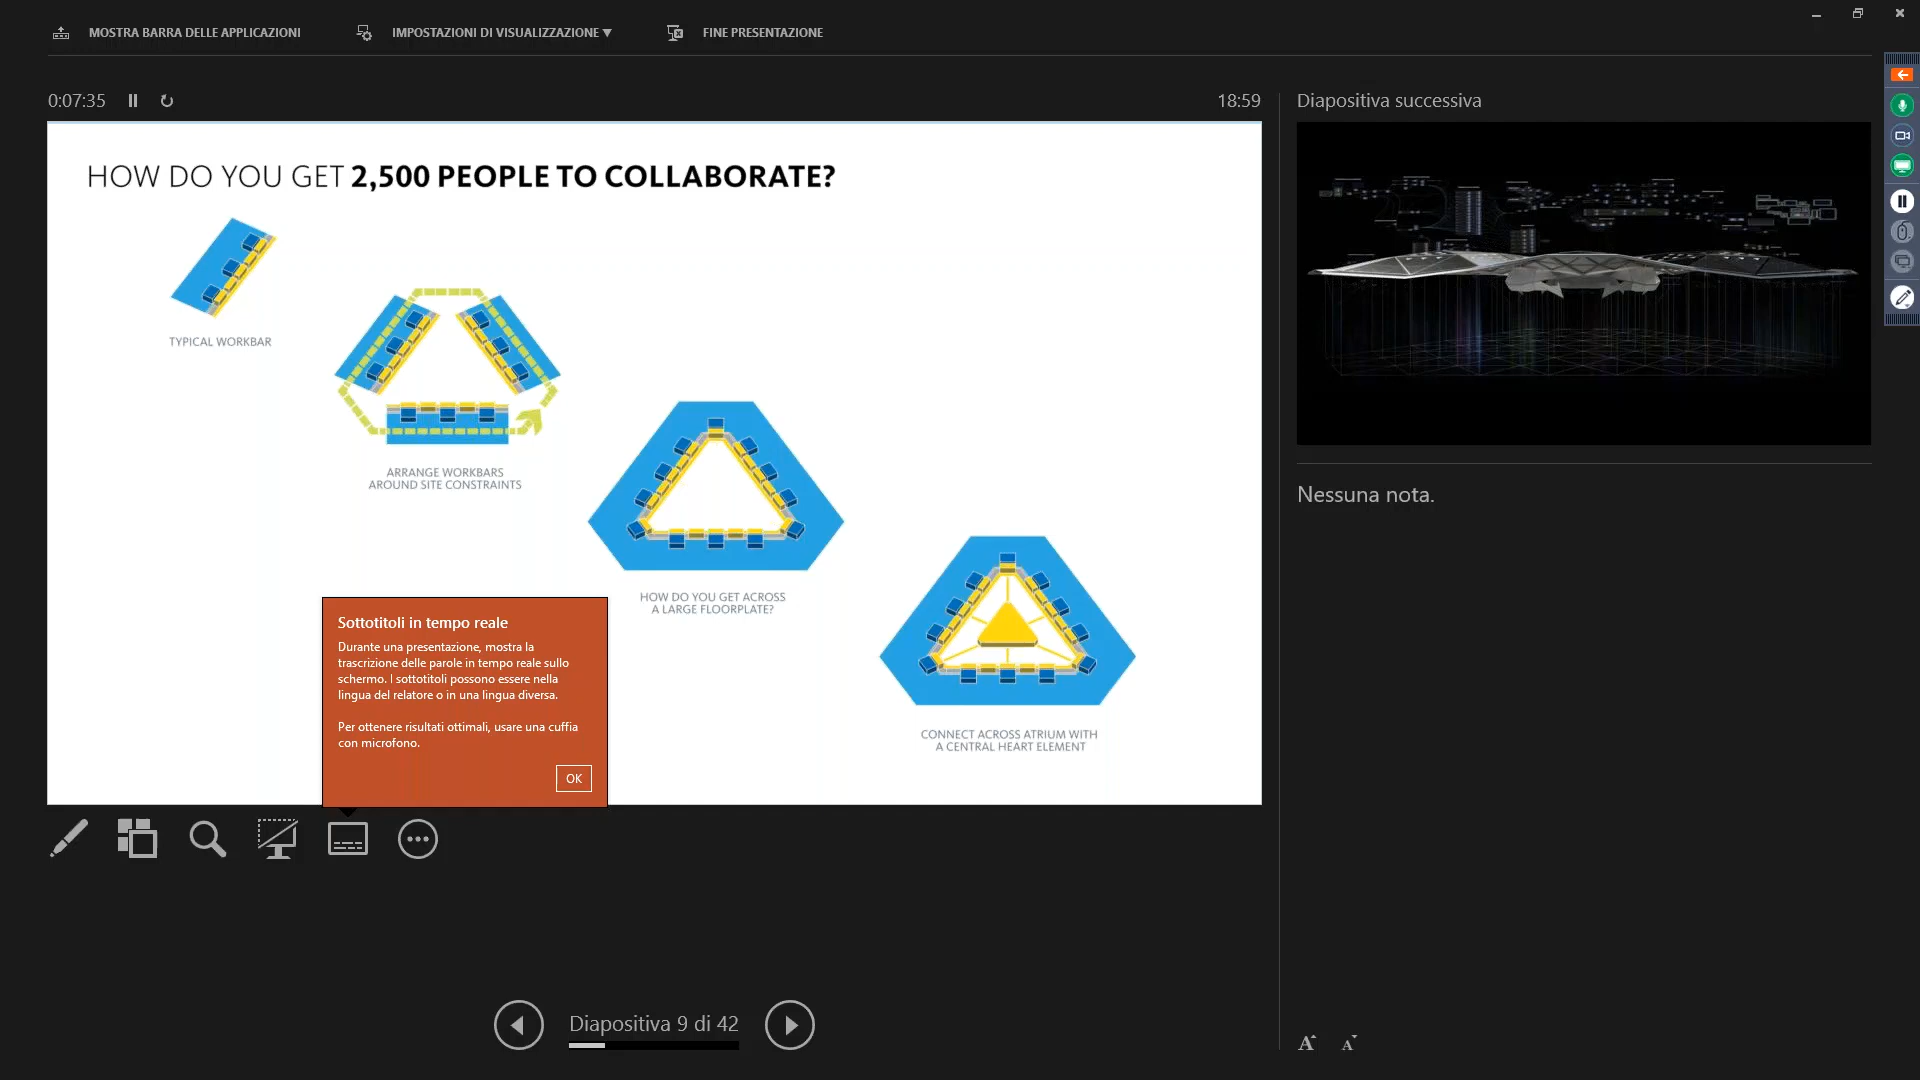 MOSTRA BARRA DELLE APPLICAZIONI
IMPOSTAZIONI DI VISUALIZZAZIONE ▼
FINE PRESENTAZIONE
0:07:35
18:59
Diapositiva successiva
HOW DO YOU GET 2,500 PEOPLE TO COLLABORATE?
TYPICAL WORKBAR
ARRANGE WORKBARS
AROUND SITE CONSTRAINTS
HOW DO YOU GET ACROSS
A LARGE FLOORPLATE?
CONNECT ACROSS ATRIUM WITH
A CENTRAL HEART ELEMENT
Sottotitoli in tempo reale
Durante una presentazione, mostra la
trascrizione delle parole in tempo reale sullo
schermo. I sottotitoli possono essere nella
lingua del relatore o in una lingua diversa.
Per ottenere risultati ottimali, usare una cuffia
con microfono.
OK
Nessuna nota.
Diapositiva 9 di 42
A A